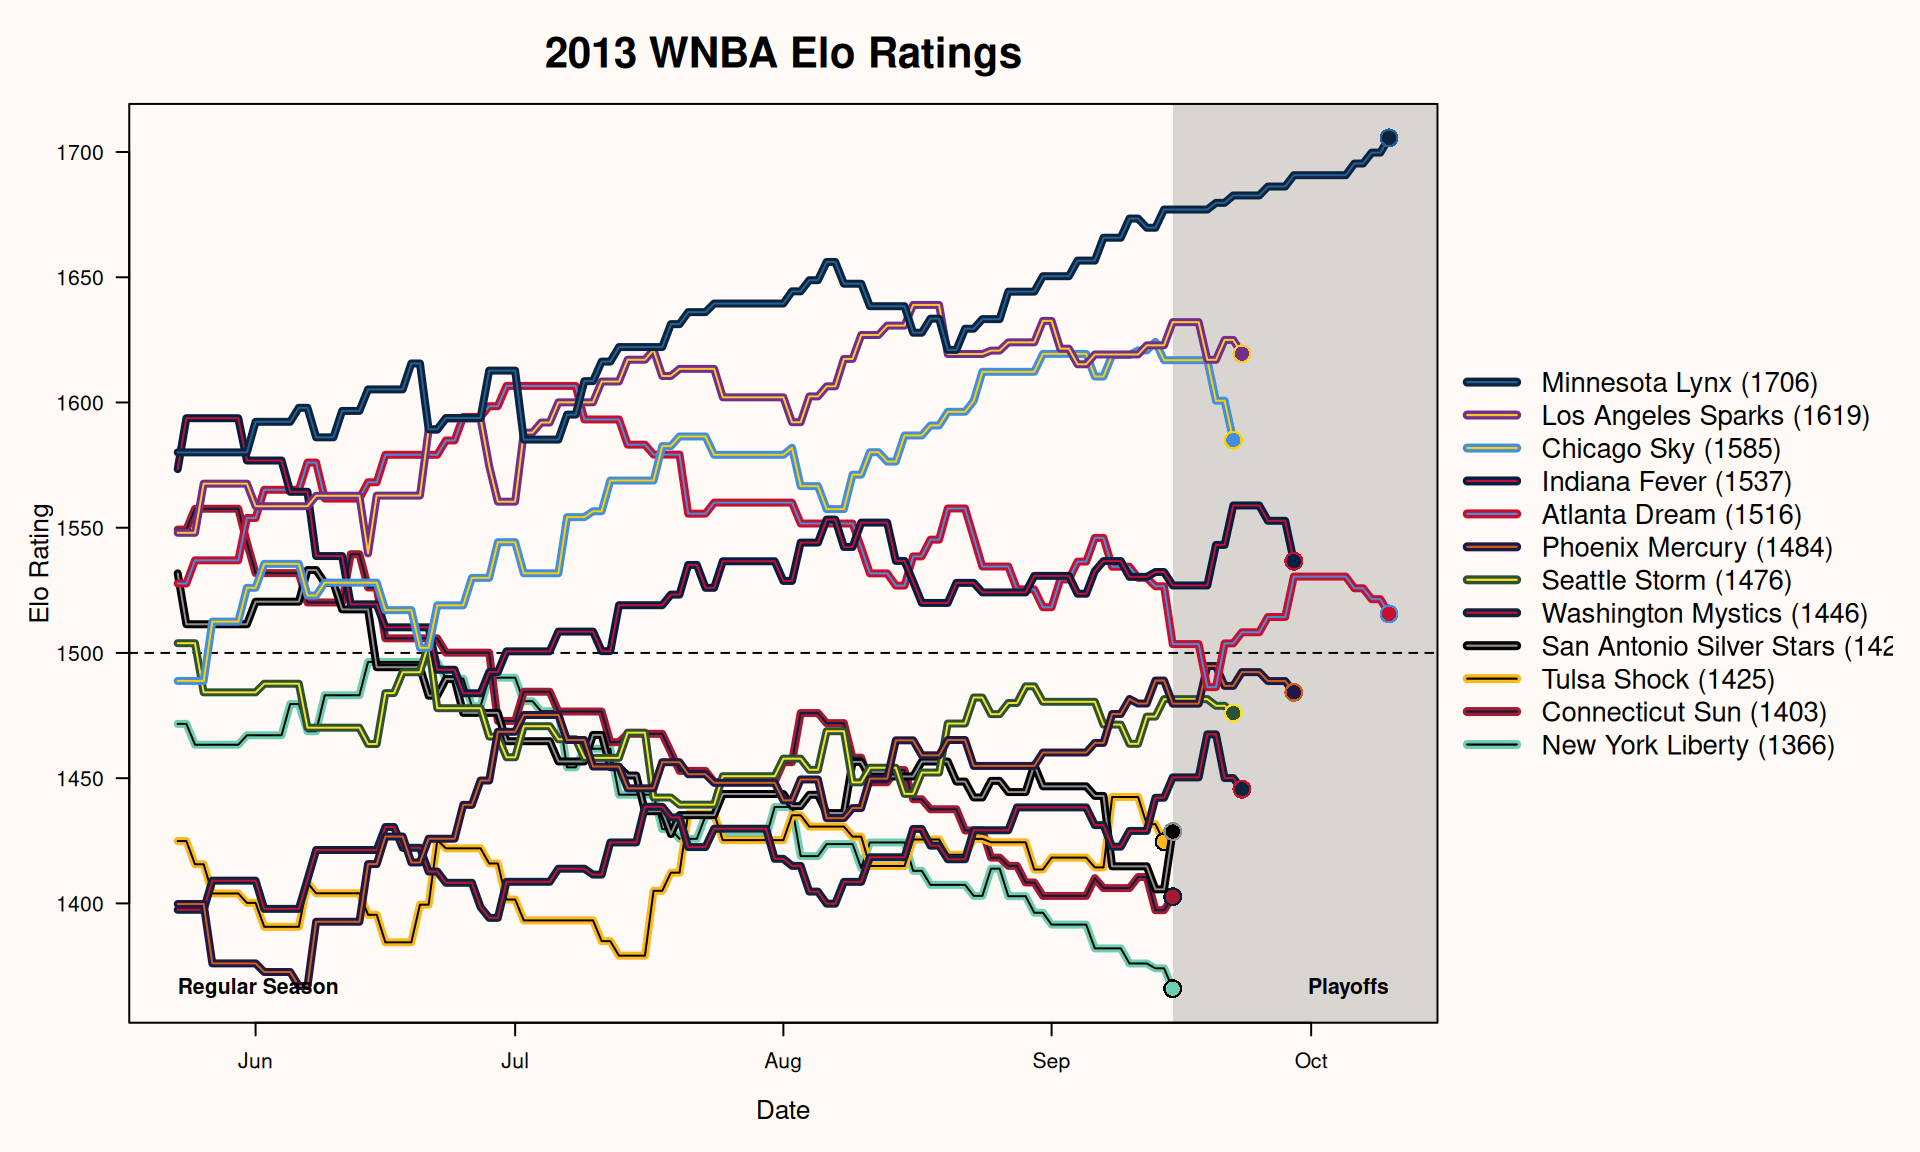 2013 WNBA Elo Ratings
Elo Rating
1700
1650
1600
1550
1500
1450
1400
Regular Season
Playoffs
Jun
Jul
Aug
Sep
Oct
Date
Minnesota Lynx (1706)
Los Angeles Sparks (1619)
Chicago Sky (1585)
Indiana Fever (1537)
Atlanta Dream (1516)
Phoenix Mercury (1484)
Seattle Storm (1476)
Washington Mystics (1446)
San Antonio Silver Stars (142
Tulsa Shock (1425)
Connecticut Sun (1403)
New York Liberty (1366)